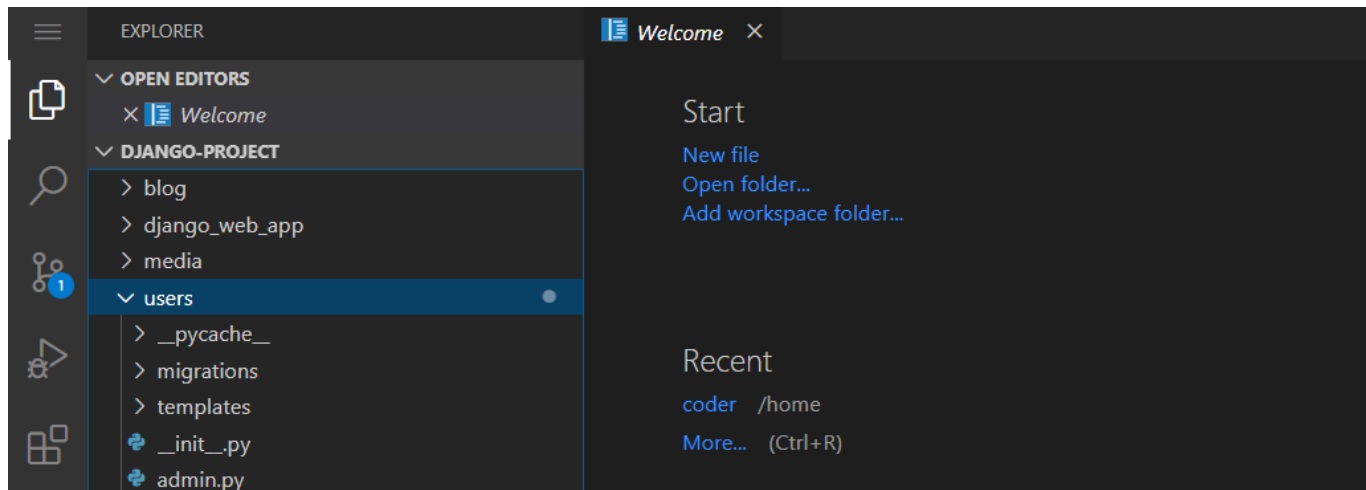 EXPLORER
OPEN EDITORS
Welcome
DJANGO-PROJECT
blog
django_web_app
media
users
__pycache__
migrations
templates
__init__.py
admin.py
1
Welcome
Start
New file
Open folder...
Add workspace folder...
Recent
coder /home
More... (Ctrl+R)